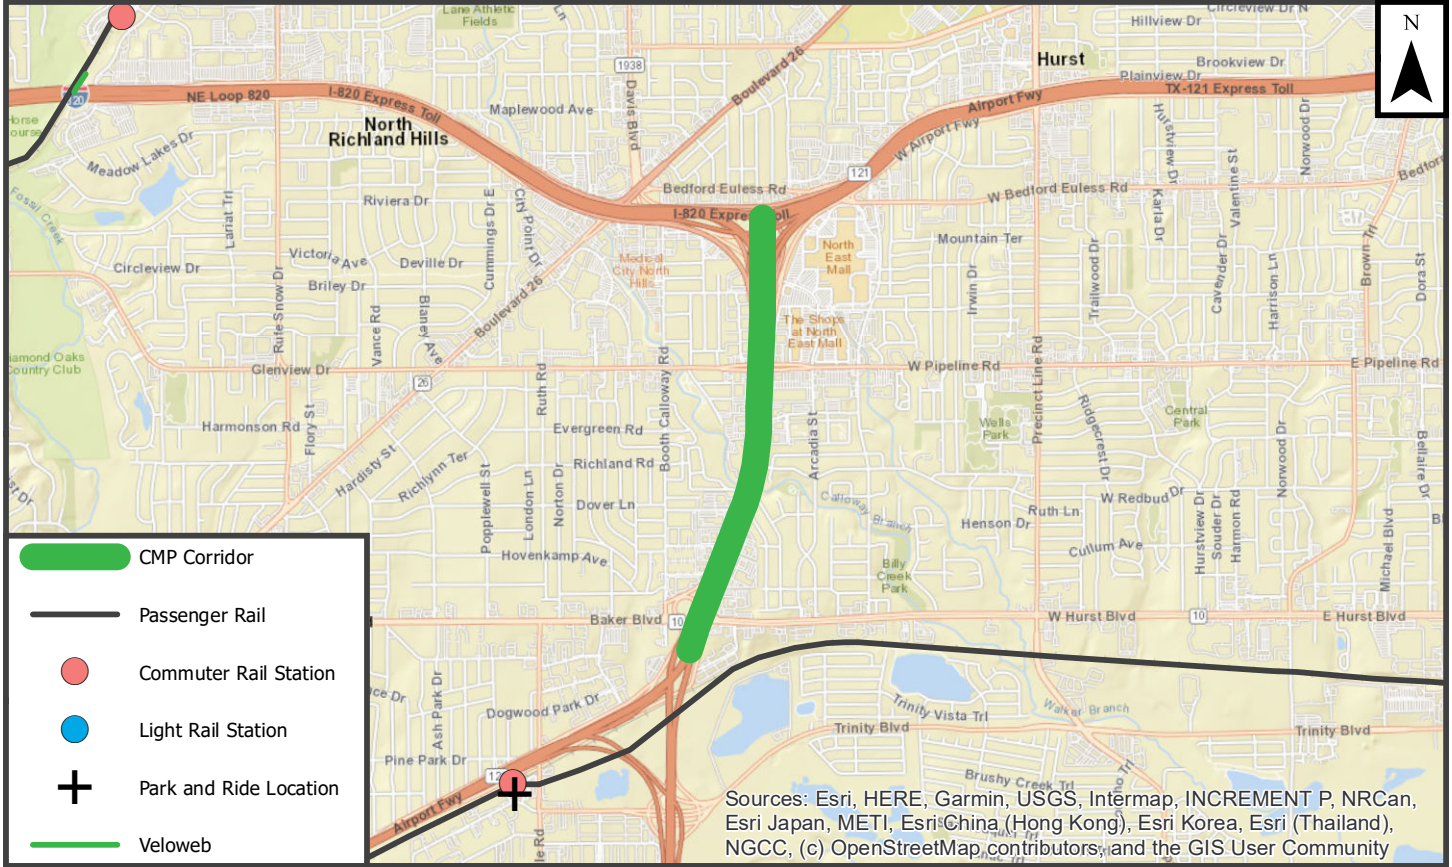 Lane Athletic
Fields
Circleview Dr N
Hillview Dr
N
1938
Hurst
Brookview Dr
Plainview Dr
TX-121 Express Toll
Boulevard 26
Davis Blvd
NE Loop 820
I-820 Express Toll
Airport Fwy
Maplewood Ave
North
Richland Hills
W Airport Fwy
Hurstview Dr
Norwood Dr
Meadow Lakes Dr
121
Valentine St
Bedford Euless Rd
W Bedford Euless Rd
Riviera Dr
Lariat Trl
Cummings Dr E
City Point Dr
Karla Dr
Fossil Creek
Mountain Ter
North
East
Mall
Medical
City North
Hills
Victoria Ave
Deville Dr
Circleview Dr
Briley Dr
Rufe Snow Dr
Vance Rd
Blaney Ave
Boulevard 26
Irwin Dr
Trailwood Dr
Cavender Dr
Harrison Ln
Brown Trl
Dora St
The Shops
at North
East Mall
Country Club
Glenview Dr
26
W Pipeline Rd
E Pipeline Rd
Ruth Rd
Booth Calloway Rd
Precinct Line Rd
Harmonson Rd
Flory St
Evergreen Rd
Arcadia St
Wells
Park
Ridgecrest Dr
Central
Park
Norwood Dr
Bellaire Dr
Hardisty St
Richlynn Ter
Richland Rd
Popplewell St
London Ln
Norton Dr
Dover Ln
Calloway Branch
W Redbud Dr
Ruth Ln
Henson Dr
Hurstview Dr
Souder Dr
Harmon Rd
Michael Blvd
Cullum Ave
Hovenkamp Ave
Billy
Creek
Park
Baker Blvd
10
W Hurst Blvd
10
E Hurst Blvd
Ash Park Dr
Dogwood Park Dr
Trinity Vista Trl
Walker Branch
Trinity Blvd
Trinity Blvd
Pine Park Dr
Brushy Creek Trl
Airport Fwy
CMP Corridor
Passenger Rail
Commuter Rail Station
Light Rail Station
Park and Ride Location
Veloweb
Sources: Esri, HERE, Garmin, USGS, Intermap, INCREMENT P, NRCan,
Esri Japan, METI, Esri China (Hong Kong), Esri Korea, Esri (Thailand),
NGCC, (c) OpenStreetMap contributors, and the GIS User Community